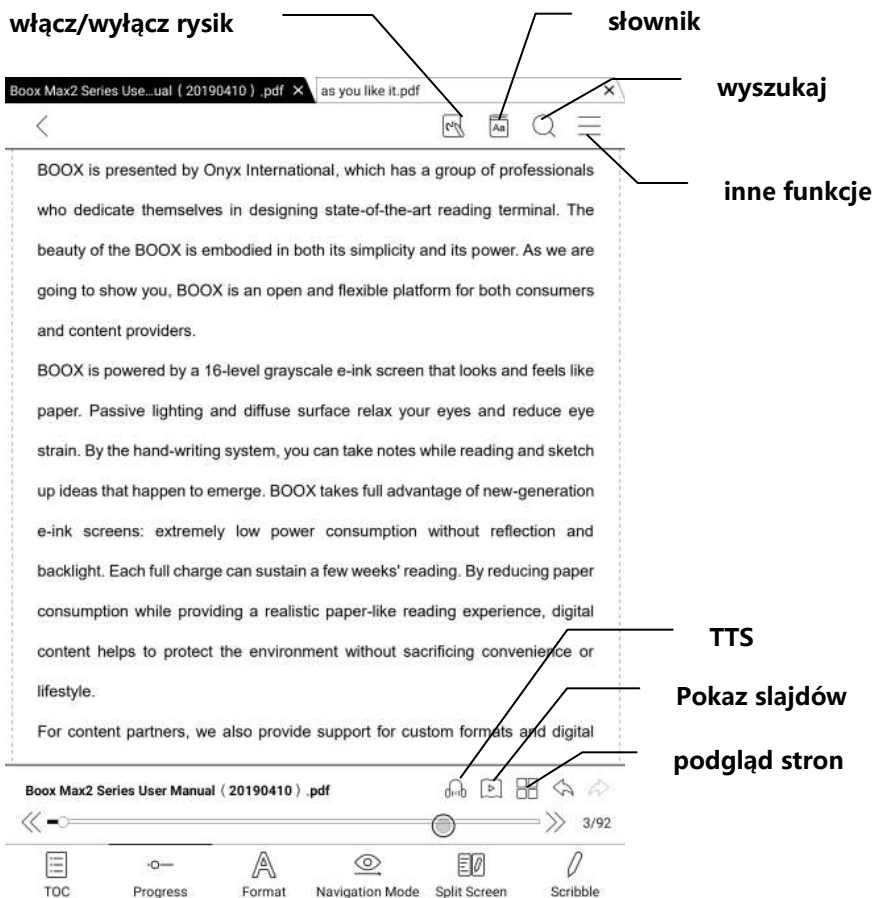 włącz/wyłącz rysik
słownik
Boox Max2 Series Use...ual ( 20190410 ) .pdf
as you like it.pdf
wyszukaj
Aa
inne funkcje
BOOX is presented by Onyx International, which has a group of professionals
who dedicate themselves in designing state-of-the-art reading terminal. The
beauty of the BOOX is embodied in both its simplicity and its power. As we are
going to show you, BOOX is an open and flexible platform for both consumers
and content providers.
BOOX is powered by a 16-level grayscale e-ink screen that looks and feels like
paper. Passive lighting and diffuse surface relax your eyes and reduce eye
strain. By the hand-writing system, you can take notes while reading and sketch
up ideas that happen to emerge. BOOX takes full advantage of new-generation
e-ink screens: extremely low power consumption without reflection and
backlight. Each full charge can sustain a few weeks' reading. By reducing paper
consumption while providing a realistic paper-like reading experience, digital
content helps to protect the environment without sacrificing convenience or
lifestyle.
For content partners, we also provide support for custom formats and digital
TTS
Pokaz slajdów
podgląd stron
Boox Max2 Series User Manual ( 20190410 ) .pdf
3/92
TOC Progress Format Navigation Mode Split Screen Scribble